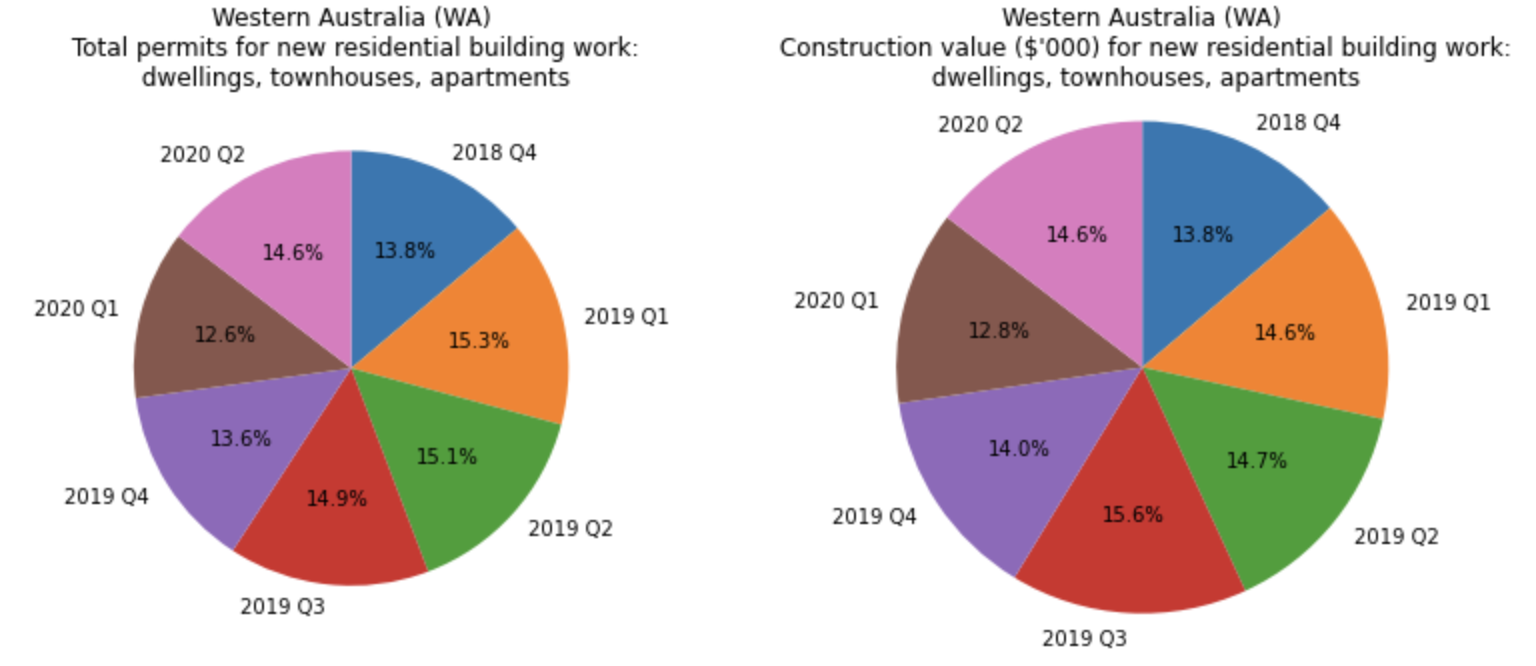 Western Australia (WA)
Total permits for new residential building work:
dwellings, townhouses, apartments
2020 Q2
2018 Q4
14.6%
13.8%
2020 Q1
2019 Q1
12.6%
15.3%
13.6%
15.1%
2019 Q4
14.9%
2019 Q2
2019 Q3
Western Australia (WA)
Construction value ($'000) for new residential building work:
dwellings, townhouses, apartments
2020 Q2
2018 Q4
14.6%
13.8%
2020 Q1
2019 Q1
12.8%
14.6%
14.0%
14.7%
2019 Q4
15.6%
2019 Q2
2019 Q3